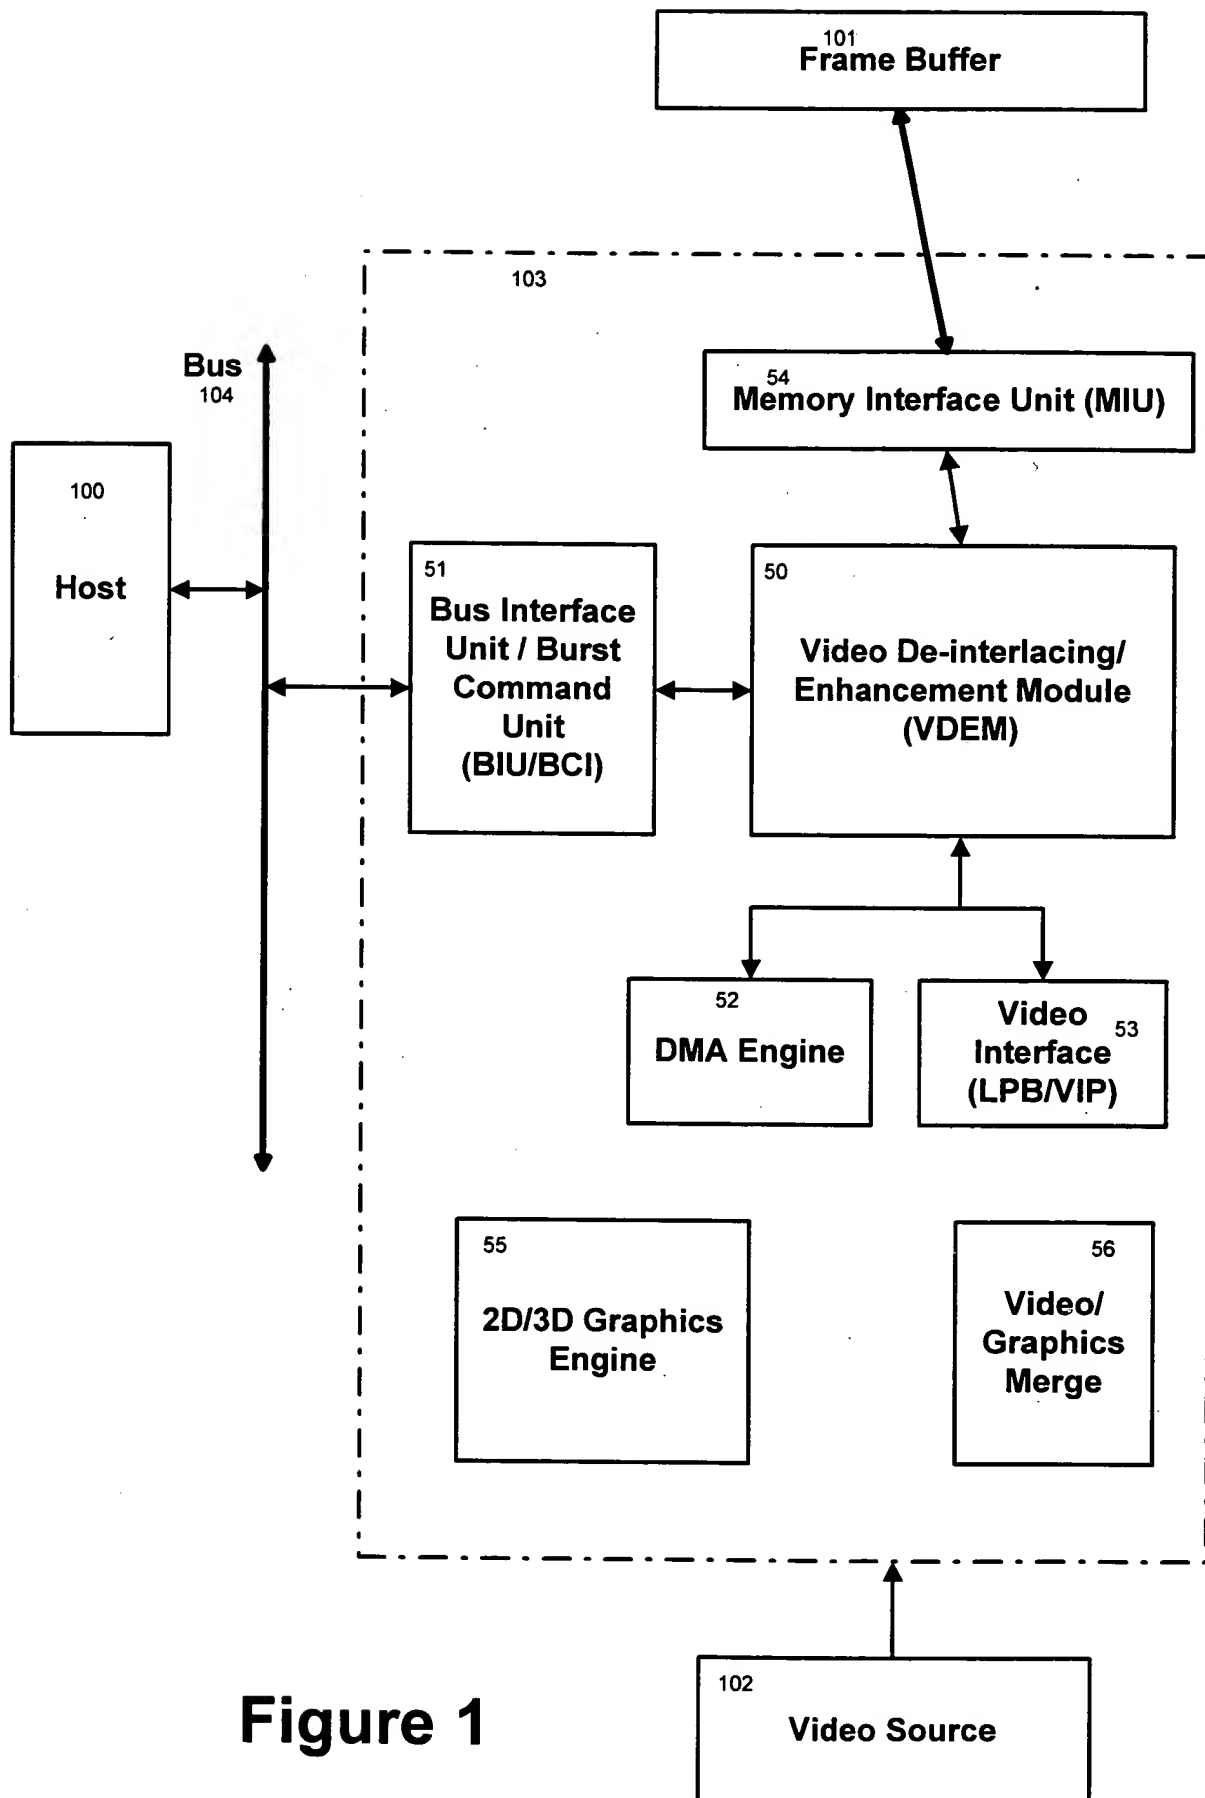 101
Frame Buffer
103
Bus
104
54
Memory Interface Unit (MIU)
100
Host
51
Bus Interface
Unit / Burst
Command
Unit
(BIU/BCI)
50
Video De-interlacing/
Enhancement Module
(VDEM)
52
DMA Engine
Video
Interface 53
(LPB/VIP)
55
2D/3D Graphics
Engine
56
Video/
Graphics
Merge
102
Video Source
Figure 1